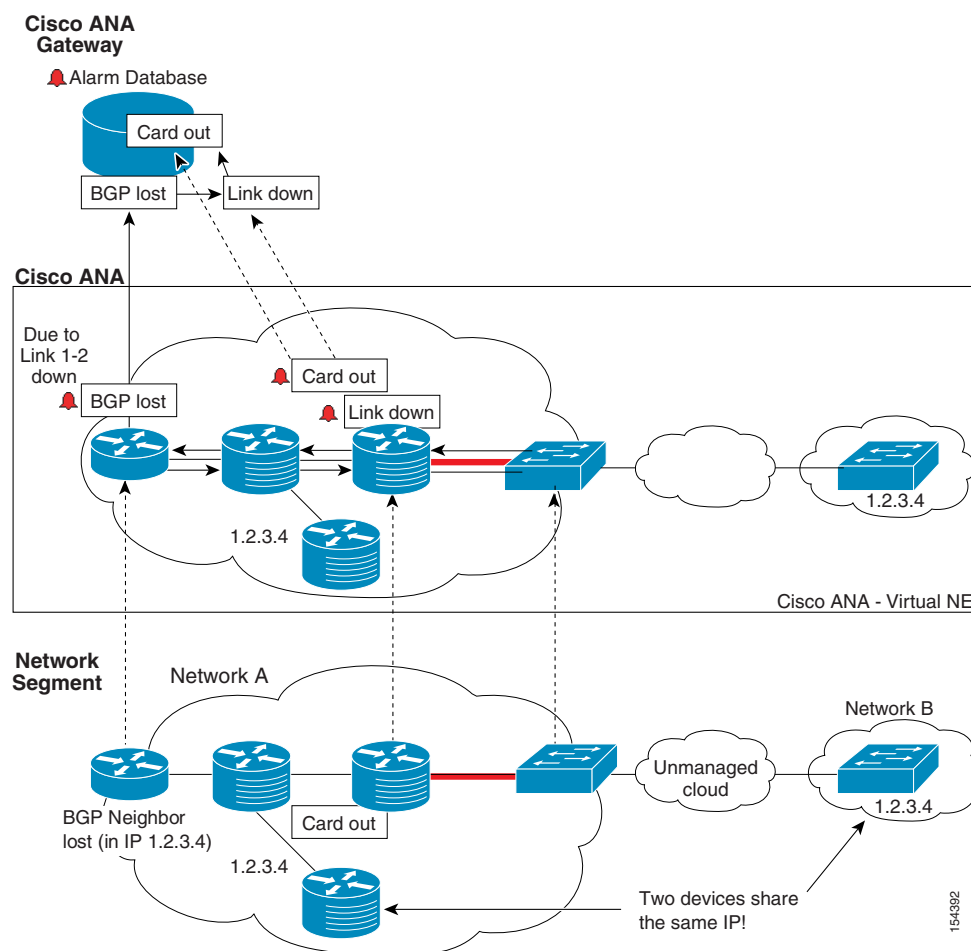 Cisco ANA
Gateway
Alarm Database
Card out
BGP lost
Link down
Cisco ANA
Due to
Link 1-2
down
BGP lost
Card out
Link down
1.2.3.4
1.2.3.4
Cisco ANA - Virtual NE
Network
Segment
Network A
Network B
Unmanaged
cloud
1.2.3.4
BGP Neighbor
lost (in IP 1.2.3.4)
Card out
1.2.3.4
Two devices share
the same IP!
154392